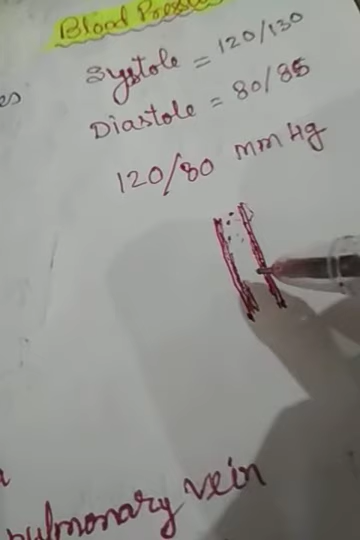 Blood Pressure
Systole = 120/130
Diastole = 80/85
120/80 mm Hg
pulmonary vein